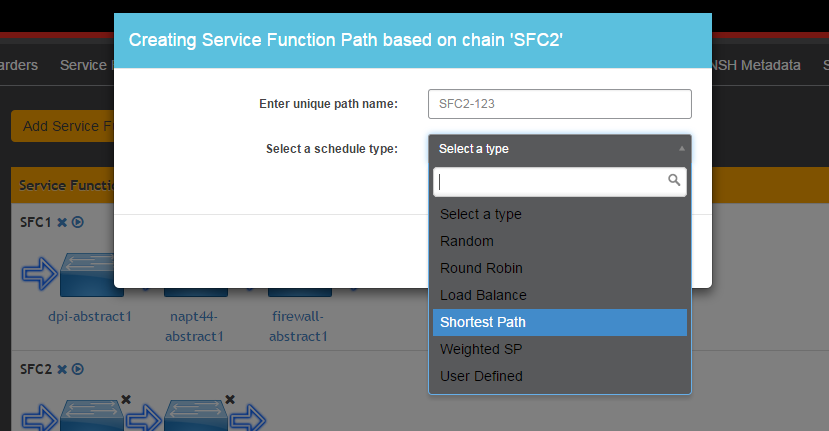 Creating Service Function Path based on chain 'SFC2'
arders Service NSH Metadata S
Enter unique path name: SFC2-123
Add Service F
Select a schedule type: Select a type
Service Functi
Select a type
SFC1
Random
Round Robin
Load Balance
dpi-abstract1 napt44-abstract1 firewall-abstract1
Shortest Path
Weighted SP
SFC2
User Defined